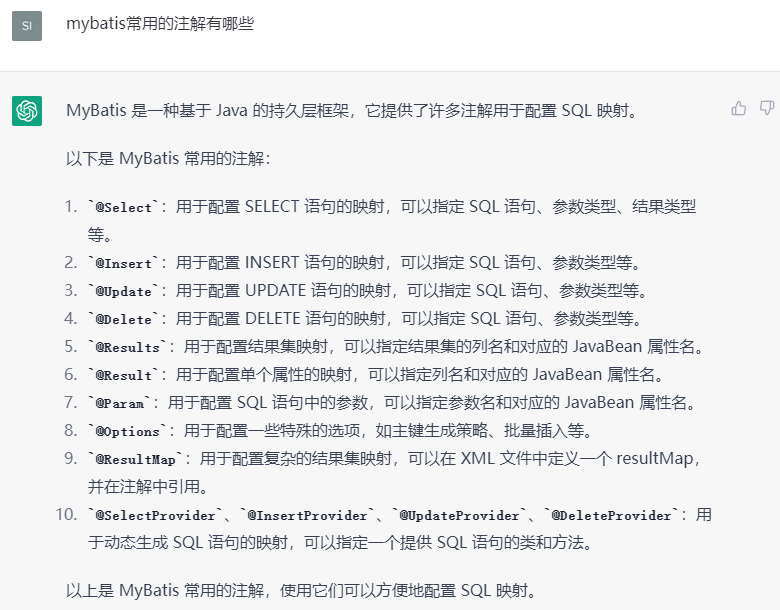 SI
mybatis常用的注解有哪些
MyBatis 是一种基于 Java 的持久层框架，它提供了许多注解用于配置 SQL 映射。
以下是 MyBatis 常用的注解：
1. `@Select`：用于配置 SELECT 语句的映射，可以指定 SQL 语句、参数类型、结果类型
等。
2. `@Insert`：用于配置 INSERT 语句的映射，可以指定 SQL 语句、参数类型等。
3. `@Update`：用于配置 UPDATE 语句的映射，可以指定 SQL 语句、参数类型等。
4. `@Delete`：用于配置 DELETE 语句的映射，可以指定 SQL 语句、参数类型等。
5. `@Results`：用于配置结果集映射，可以指定结果集的列名和对应的 JavaBean 属性名。
6. `@Result`：用于配置单个属性的映射，可以指定列名和对应的 JavaBean 属性名。
7. `@Param`：用于配置 SQL 语句中的参数，可以指定参数名和对应的 JavaBean 属性名。
8. `@Options`：用于配置一些特殊的选项，如主键生成策略、批量插入等。
9. `@ResultMap`：用于配置复杂的结果集映射，可以在 XML 文件中定义一个 resultMap，
并在注解中引用。
10. `@SelectProvider`、`@InsertProvider`、`@UpdateProvider`、`@DeleteProvider`：用
于动态生成 SQL 语句的映射，可以指定一个提供 SQL 语句的类和方法。
以上是 MyBatis 常用的注解，使用它们可以方便地配置 SQL 映射。